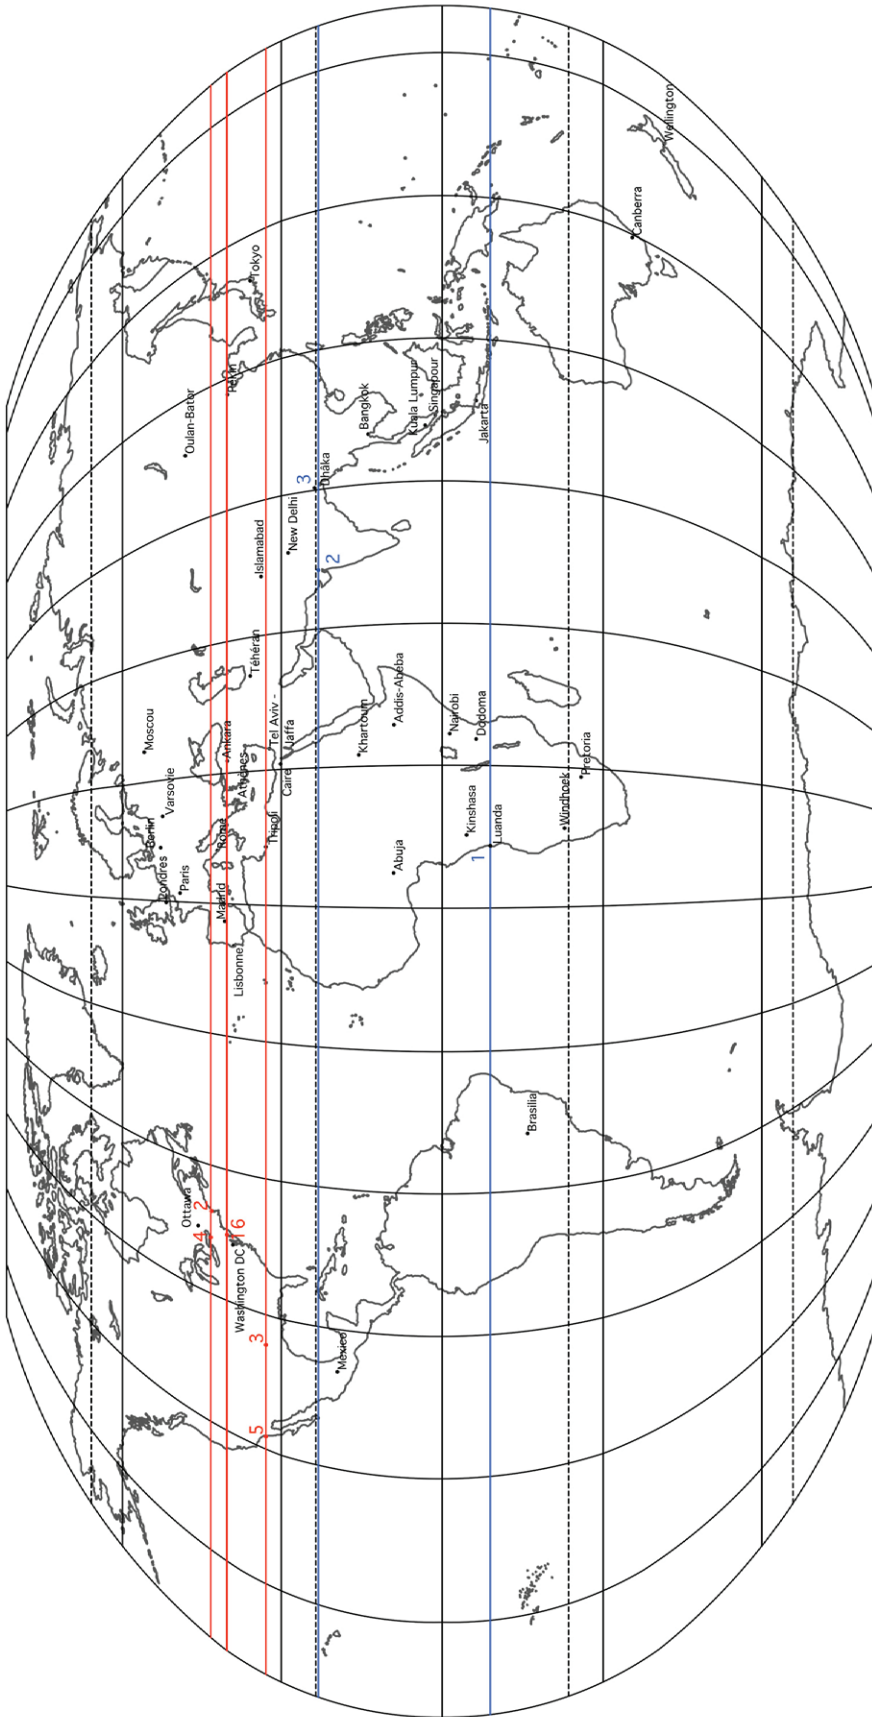 Moscou
Oulan-Bator
Varsovie
Berlin
Londres
Paris
Ottawa
2
4
Rome
Madrid
Ankara
Pékin
1
6
Washington DC
Athènes
Lisbonne
Téhéran
Tokyo
5
3
Tripoli
Tel Aviv -
Jaffa
Islamabad
Caire
New Delhi
3
Dhaka
2
Mexico
Khartoum
Bangkok
Abuja
Addis-Abeba
Kuala Lumpur
Singapour
Nairobi
Kinshasa
Dodoma
Jakarta
1
Luanda
Brasilia
Windhoek
Pretoria
Canberra
Wellington